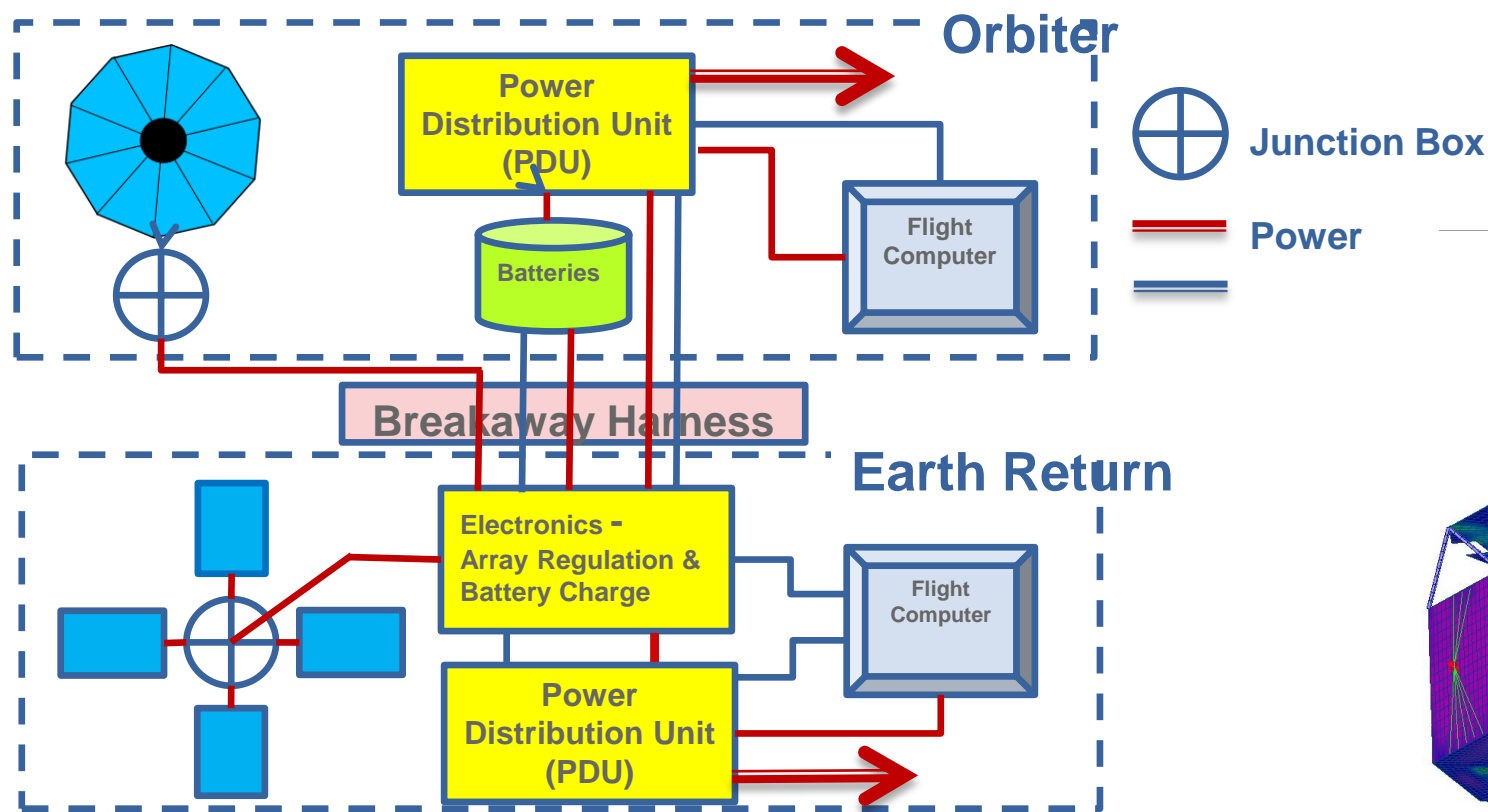 Orbiter
Power
Distribution Unit
(PDU)
Junction Box
Flight
Computer
Power
Batteries
Breakaway Harness
Earth Return
Electronics -
Array Regulation &
Battery Charge
Flight
Computer
Power
Distribution Unit
(PDU)